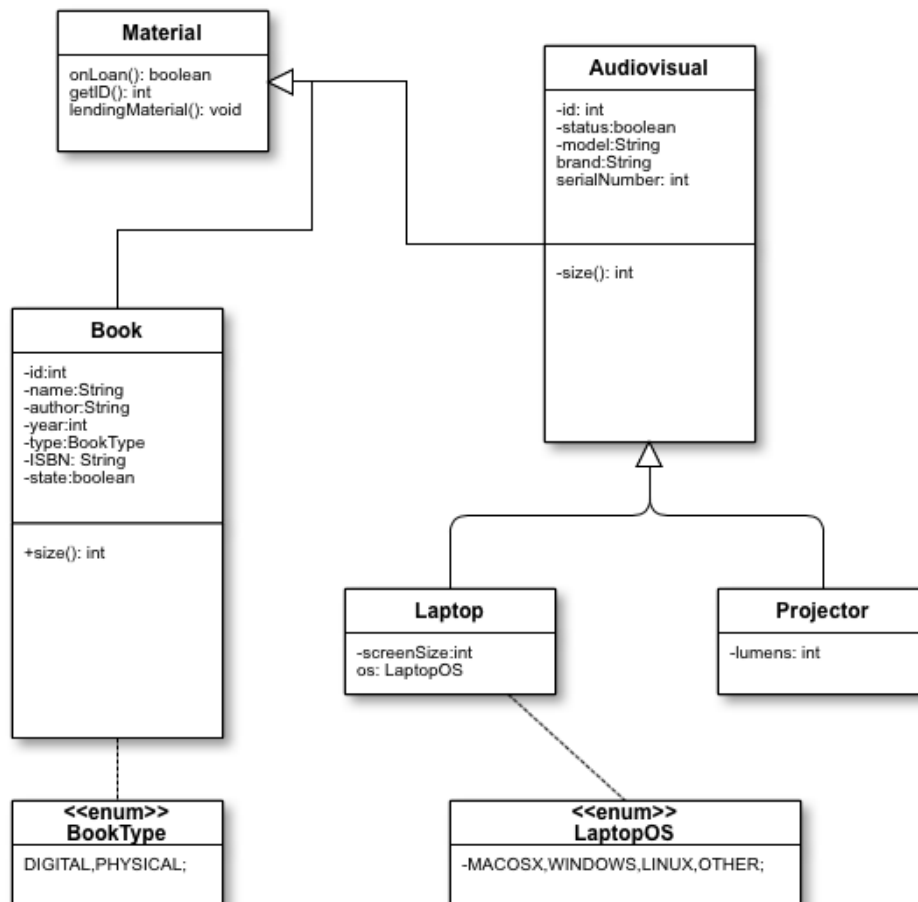 Material
onLoan(): boolean
getID(): int
lendingMaterial(): void
Audiovisual
-id: int
-status:boolean
-model:String
brand:String
serialNumber: int
-size(): int
Book
-id:int
-name:String
-author:String
-year:int
-type:BookType
-ISBN: String
-state:boolean
+size(): int
Laptop
-screenSize:int
os: LaptopOS
Projector
-lumens: int
<<enum>>
BookType
DIGITAL,PHYSICAL;
<<enum>>
LaptopOS
-MACOSX,WINDOWS,LINUX,OTHER;